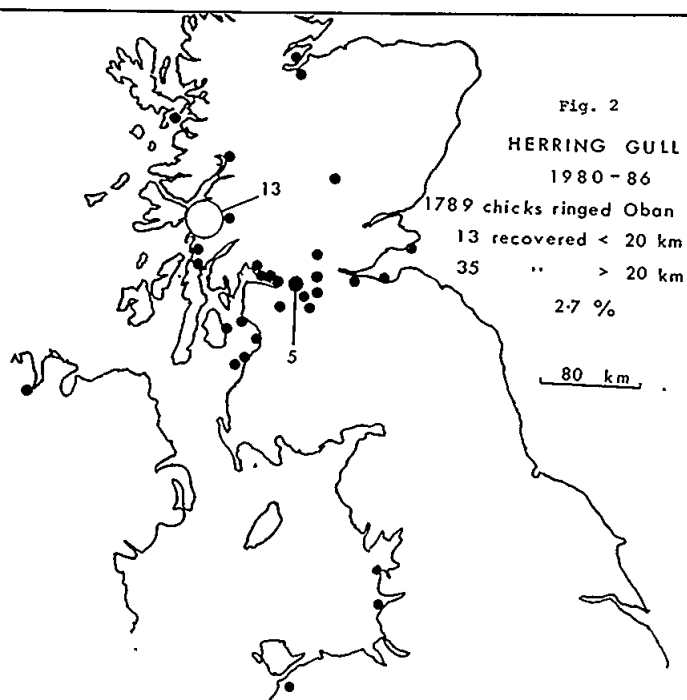 Fig. 2
HERRING GULL
1980-86
1789 chicks ringed Oban
13 recovered < 20 km
35 " > 20 km
2·7 %
80 km
13
5